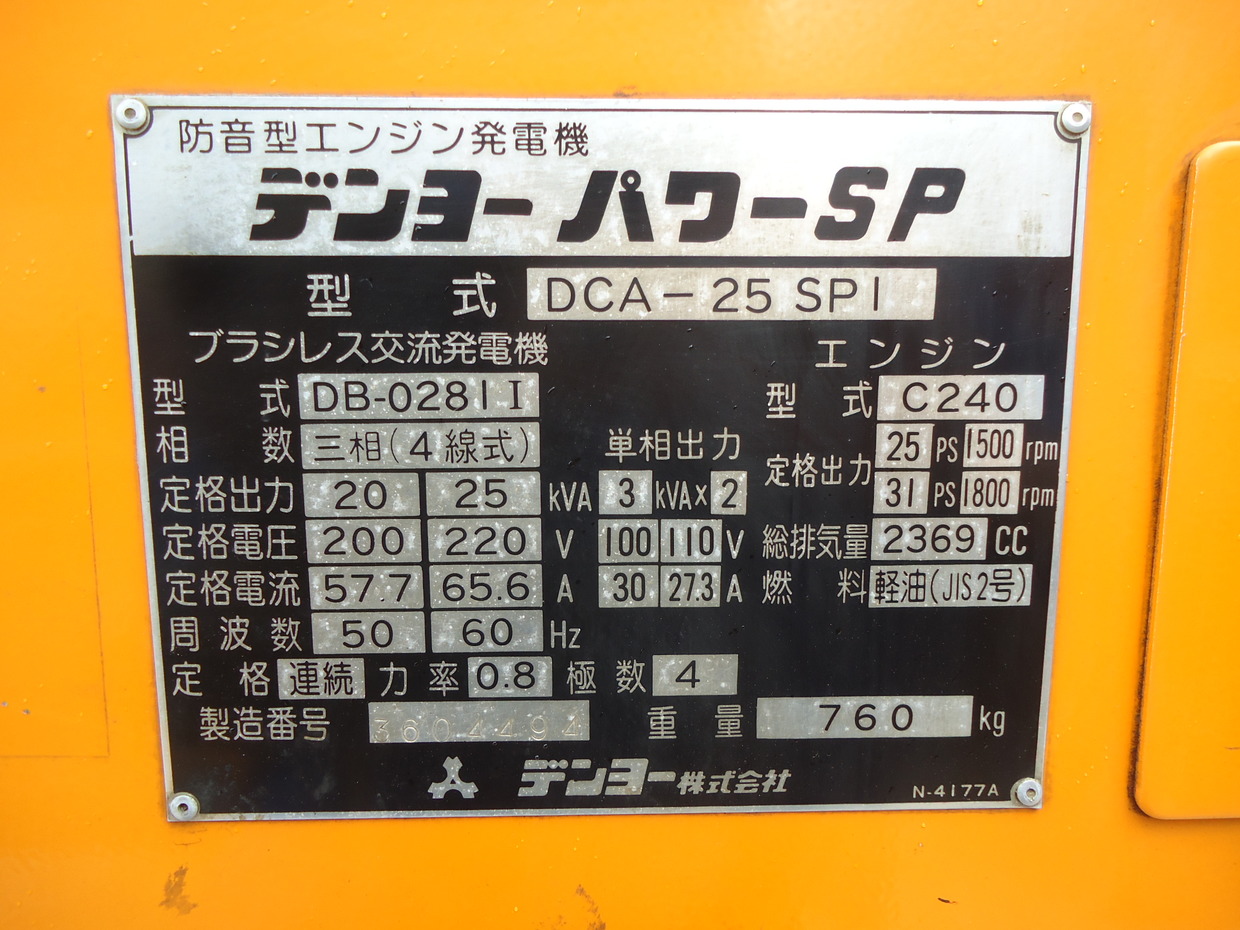 防音型エンジン発電機
デンヨーパワーSP
型式 DCA-25 SPI
ブラシレス交流発電機 エンジン
型式 DB-0281 I 型式 C240
相数 三相(4線式) 単相出力 定格出力 25 PS 1500 rpm
31 PS 1800 rpm
定格出力 20 25 kVA 3 kVA×2
定格電圧 200 220 V 100 110 V 総排気量 2369 CC
定格電流 57.7 65.6 A 30 27.3 A 燃料 軽油(JIS2号)
周波数 50 60 Hz
定格 連続 力率 0.8 極数 4
製造番号 3604494 重量 760 kg
デンヨー株式会社 N-4177A